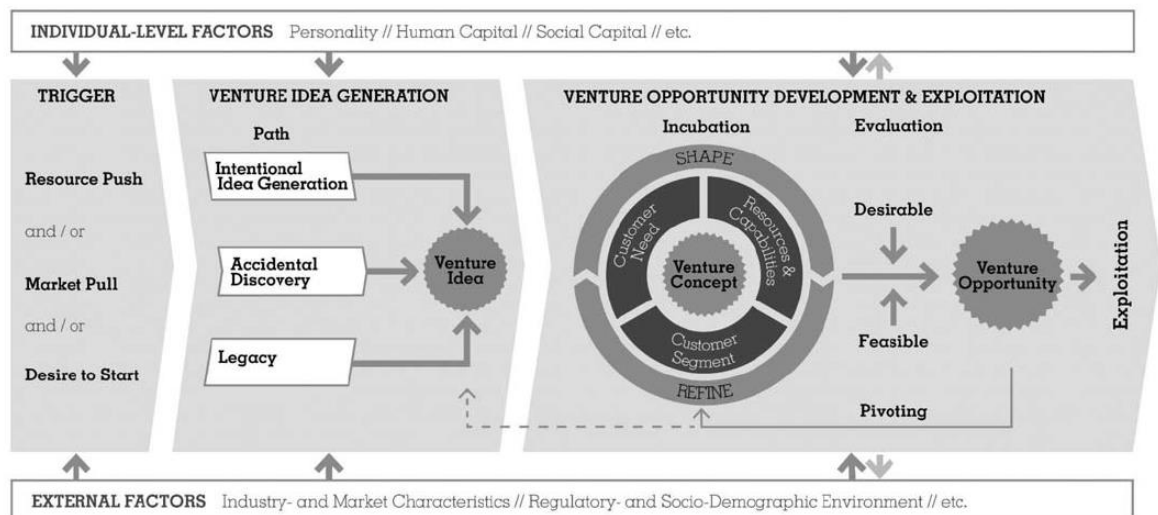 INDIVIDUAL-LEVEL FACTORS Personality // Human Capital // Social Capital // etc.
TRIGGER
Resource Push
and / or
Market Pull
and / or
Desire to Start
VENTURE IDEA GENERATION
Path
Intentional
Idea Generation
Accidental
Discovery
Legacy
Venture
Idea
VENTURE OPPORTUNITY DEVELOPMENT & EXPLOITATION
Incubation
SHAPE
Customer
Need
Resources &
Capabilities
Venture
Concept
Customer
Segment
REFINE
Evaluation
Desirable
Feasible
Venture
Opportunity
Pivoting
Exploitation
EXTERNAL FACTORS Industry- and Market Characteristics // Regulatory- and Socio-Demographic Environment // etc.